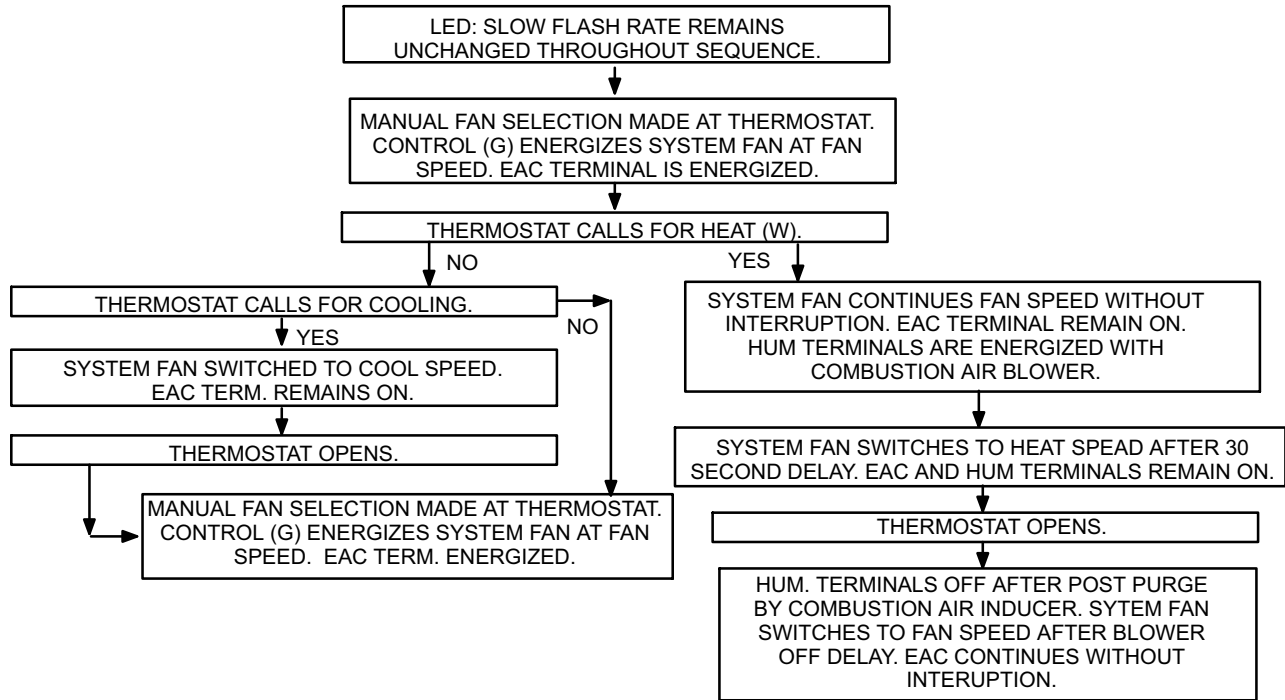 LED: SLOW FLASH RATE REMAINS
UNCHANGED THROUGHOUT SEQUENCE.
MANUAL FAN SELECTION MADE AT THERMOSTAT.
CONTROL (G) ENERGIZES SYSTEM FAN AT FAN
SPEED. EAC TERMINAL IS ENERGIZED.
THERMOSTAT CALLS FOR HEAT (W).
NO
YES
THERMOSTAT CALLS FOR COOLING.
NO
YES
SYSTEM FAN SWITCHED TO COOL SPEED.
EAC TERM. REMAINS ON.
THERMOSTAT OPENS.
MANUAL FAN SELECTION MADE AT THERMOSTAT.
CONTROL (G) ENERGIZES SYSTEM FAN AT FAN
SPEED. EAC TERM. ENERGIZED.
SYSTEM FAN CONTINUES FAN SPEED WITHOUT
INTERRUPTION. EAC TERMINAL REMAIN ON.
HUM TERMINALS ARE ENERGIZED WITH
COMBUSTION AIR BLOWER.
SYSTEM FAN SWITCHES TO HEAT SPEAD AFTER 30
SECOND DELAY. EAC AND HUM TERMINALS REMAIN ON.
THERMOSTAT OPENS.
HUM. TERMINALS OFF AFTER POST PURGE
BY COMBUSTION AIR INDUCER. SYTEM FAN
SWITCHES TO FAN SPEED AFTER BLOWER
OFF DELAY. EAC CONTINUES WITHOUT
INTERUPTION.